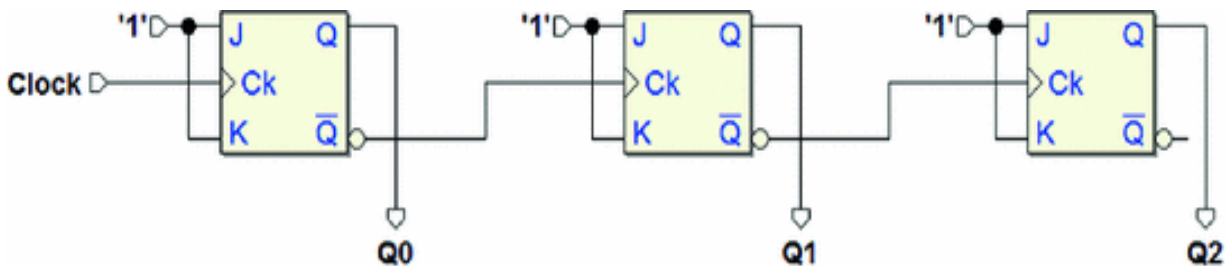 '1' J Q '1' J Q '1' J Q
Clock Ck Ck Ck
K Q̅ K Q̅ K Q̅
Q0 Q1 Q2